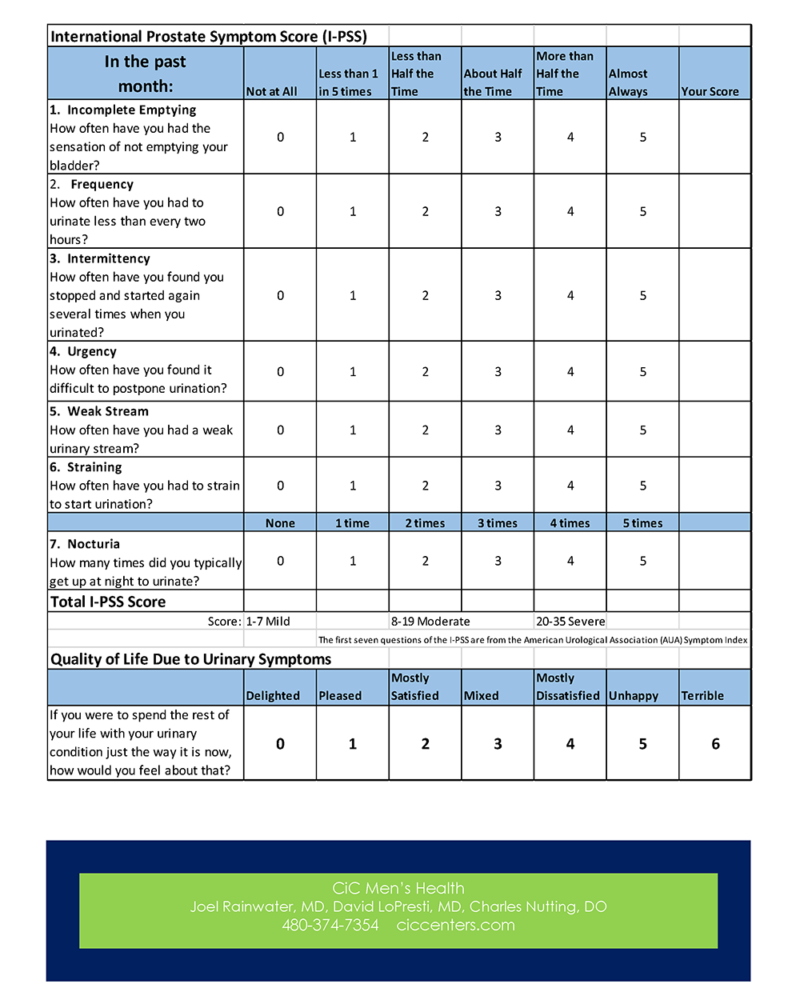 International Prostate Symptom Score (I-PSS)
In the past
month:
Not at All
Less than 1
in 5 times
Less than
Half the
Time
About Half
the Time
More than
Half the
Time
Almost
Always
Your Score
1. Incomplete Emptying
How often have you had the
sensation of not emptying your
bladder?
0 1 2 3 4 5
2. Frequency
How often have you had to
urinate less than every two
hours?
0 1 2 3 4 5
3. Intermittency
How often have you found you
stopped and started again
several times when you
urinated?
0 1 2 3 4 5
4. Urgency
How often have you found it
difficult to postpone urination?
0 1 2 3 4 5
5. Weak Stream
How often have you had a weak
urinary stream?
0 1 2 3 4 5
6. Straining
How often have you had to strain
to start urination?
0 1 2 3 4 5
None 1 time 2 times 3 times 4 times 5 times
7. Nocturia
How many times did you typically
get up at night to urinate?
0 1 2 3 4 5
Total I-PSS Score
Score: 1-7 Mild 8-19 Moderate 20-35 Severe
The first seven questions of the I-PSS are from the American Urological Association (AUA) Symptom Index
Quality of Life Due to Urinary Symptoms
Delighted
Pleased
Mostly
Satisfied
Mixed
Mostly
Dissatisfied
Unhappy
Terrible
If you were to spend the rest of
your life with your urinary
condition just the way it is now,
how would you feel about that?
0 1 2 3 4 5 6
CiC Men's Health
Joel Rainwater, MD, David LoPresti, MD, Charles Nutting, DO
480-374-7354 ciccenters.com